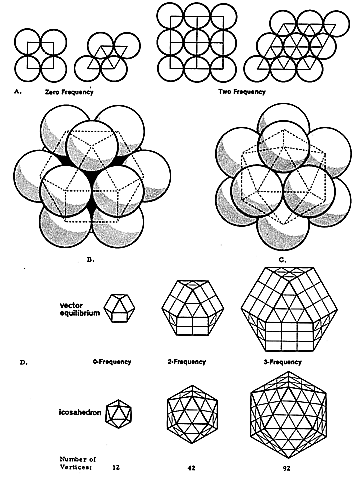 A. Zero Frequency Two Frequency
B. C.
vector
equilibrium
D. 0-Frequency 2-Frequency 3-Frequency
icosahedron
Number of
Vertices: 12 42 92